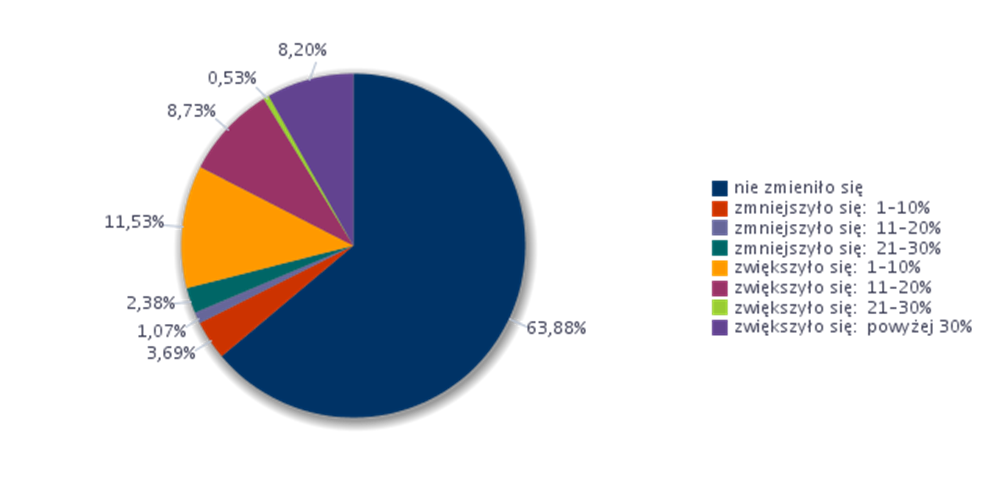 8,20%
0,53%
8,73%
11,53%
2,38%
1,07%
3,69%
63,88%
nie zmieniło się
zmniejszyło się: 1-10%
zmniejszyło się: 11-20%
zmniejszyło się: 21-30%
zwiększyło się: 1-10%
zwiększyło się: 11-20%
zwiększyło się: 21-30%
zwiększyło się: powyżej 30%